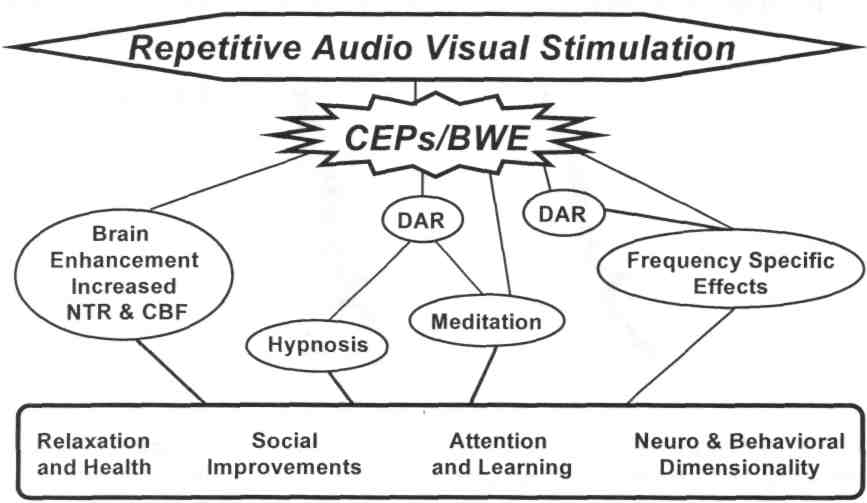 Repetitive Audio Visual Stimulation
CEPs/BWE
DAR
DAR
Brain
Enhancement
Increased
NTR & CBF
Frequency Specific
Effects
Meditation
Hypnosis
Relaxation
and Health
Social
Improvements
Attention
and Learning
Neuro & Behavioral
Dimensionality